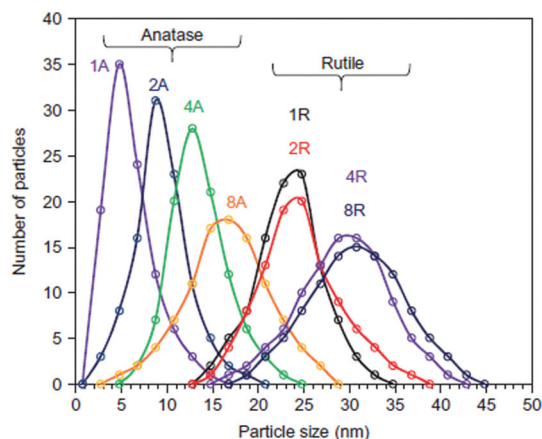 Number of particles
40
35
30
25
20
15
10
5
0
Anatase
Rutile
1A
2A
4A
8A
1R
2R
4R
8R
0 5 10 15 20 25 30 35 40 45 50
Particle size (nm)